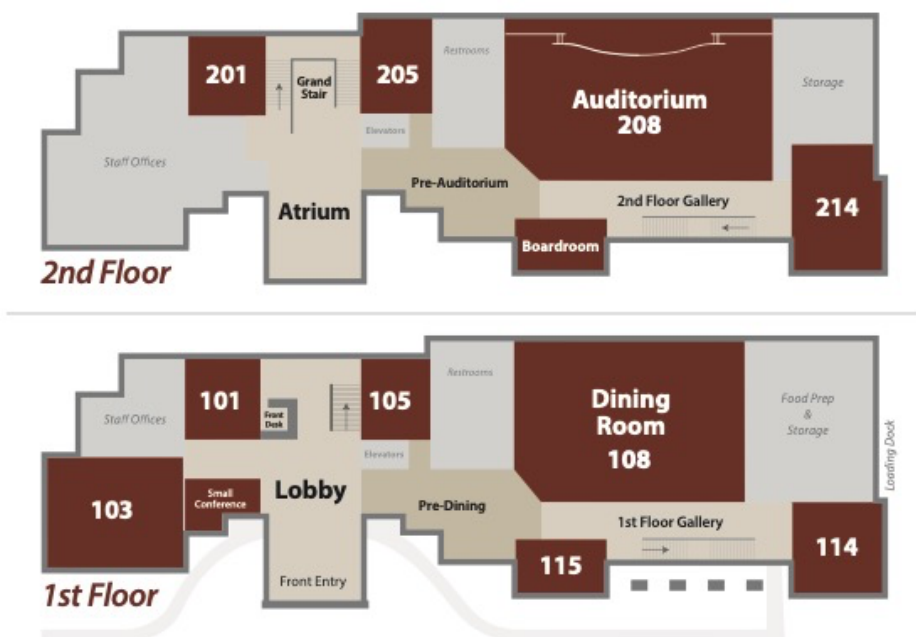 201
Grand
Stair
205
Restrooms
Auditorium
208
Storage
Elevators
Staff Offices
Pre-Auditorium
Atrium
2nd Floor Gallery
214
Boardroom
2nd Floor
Staff Offices
101
Front
Desk
105
Restrooms
Dining
Room
108
Food Prep
&
Storage
Loading Dock
Elevators
103
Small
Conference
Lobby
Pre-Dining
1st Floor Gallery
115
114
Front Entry
1st Floor